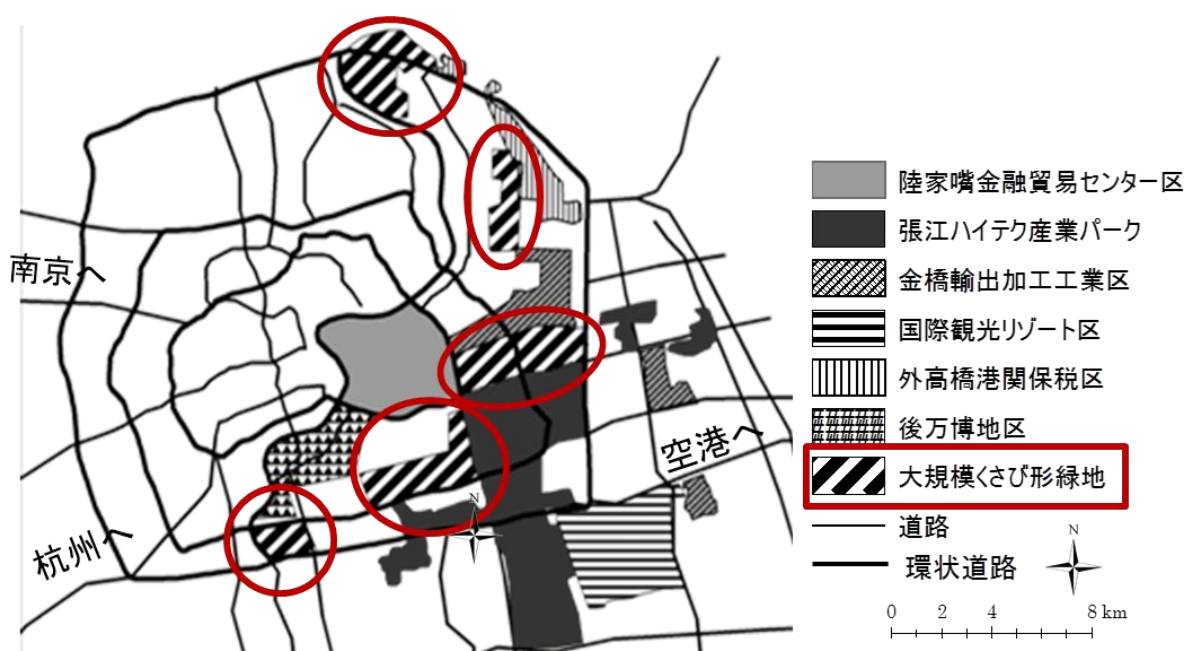 南京へ
杭州へ
空港へ
N
陸家嘴金融貿易センター区
張江ハイテク産業パーク
金橋輸出加工工業区
国際観光リゾート区
外高橋港関保税区
後万博地区
大規模くさび形緑地
道路
環状道路
N
0 2 4 8 km